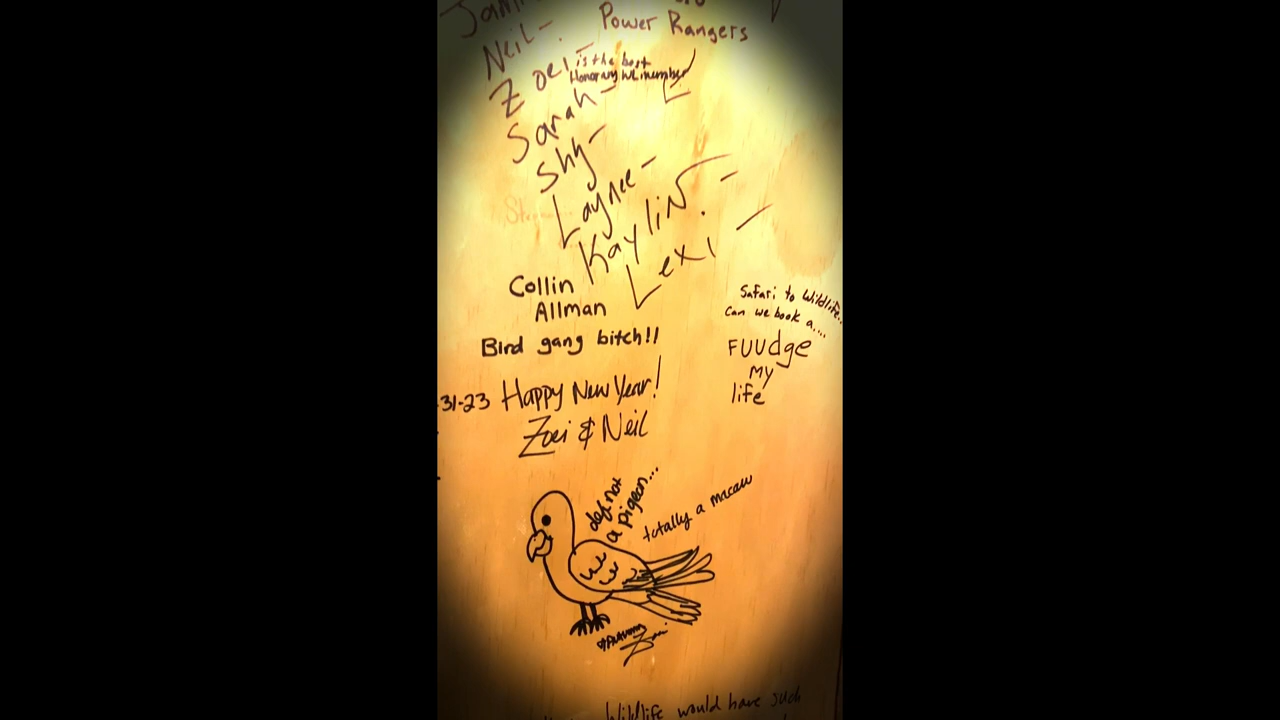 Power Rangers
Neil-
Zoei-
is the best
Honorary WL member
Sarah-
Shy-
Laynee-
Kaylin-
Lexi-
Collin
Allman
Bird gang bitch!!
Safari to Wildlife...
Can we book a....
FUUdge
my
life
-31-23 Happy New Year!
Zoei & Neil
def not
a pigeon...
totally a macaw
Wildlife would have such